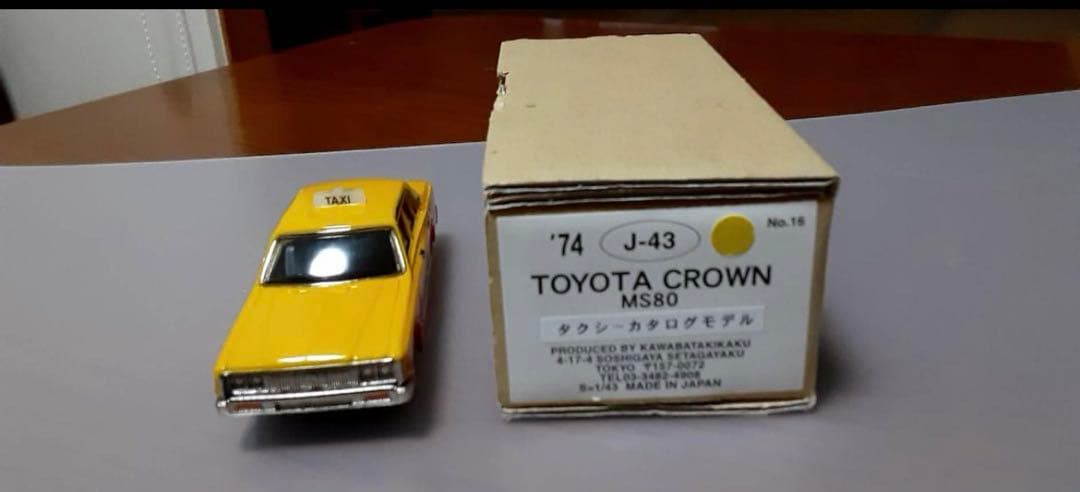 TAXI
'74 J-43 No.16
TOYOTA CROWN
MS80
タクシーカタログモデル
PRODUCED BY KAWABATAKIKAKU
4-17-4 SOSHIGAYA SETAGAYAKU
TOKYO 〒157-0072
TEL03-3482-4908
S=1/43 MADE IN JAPAN